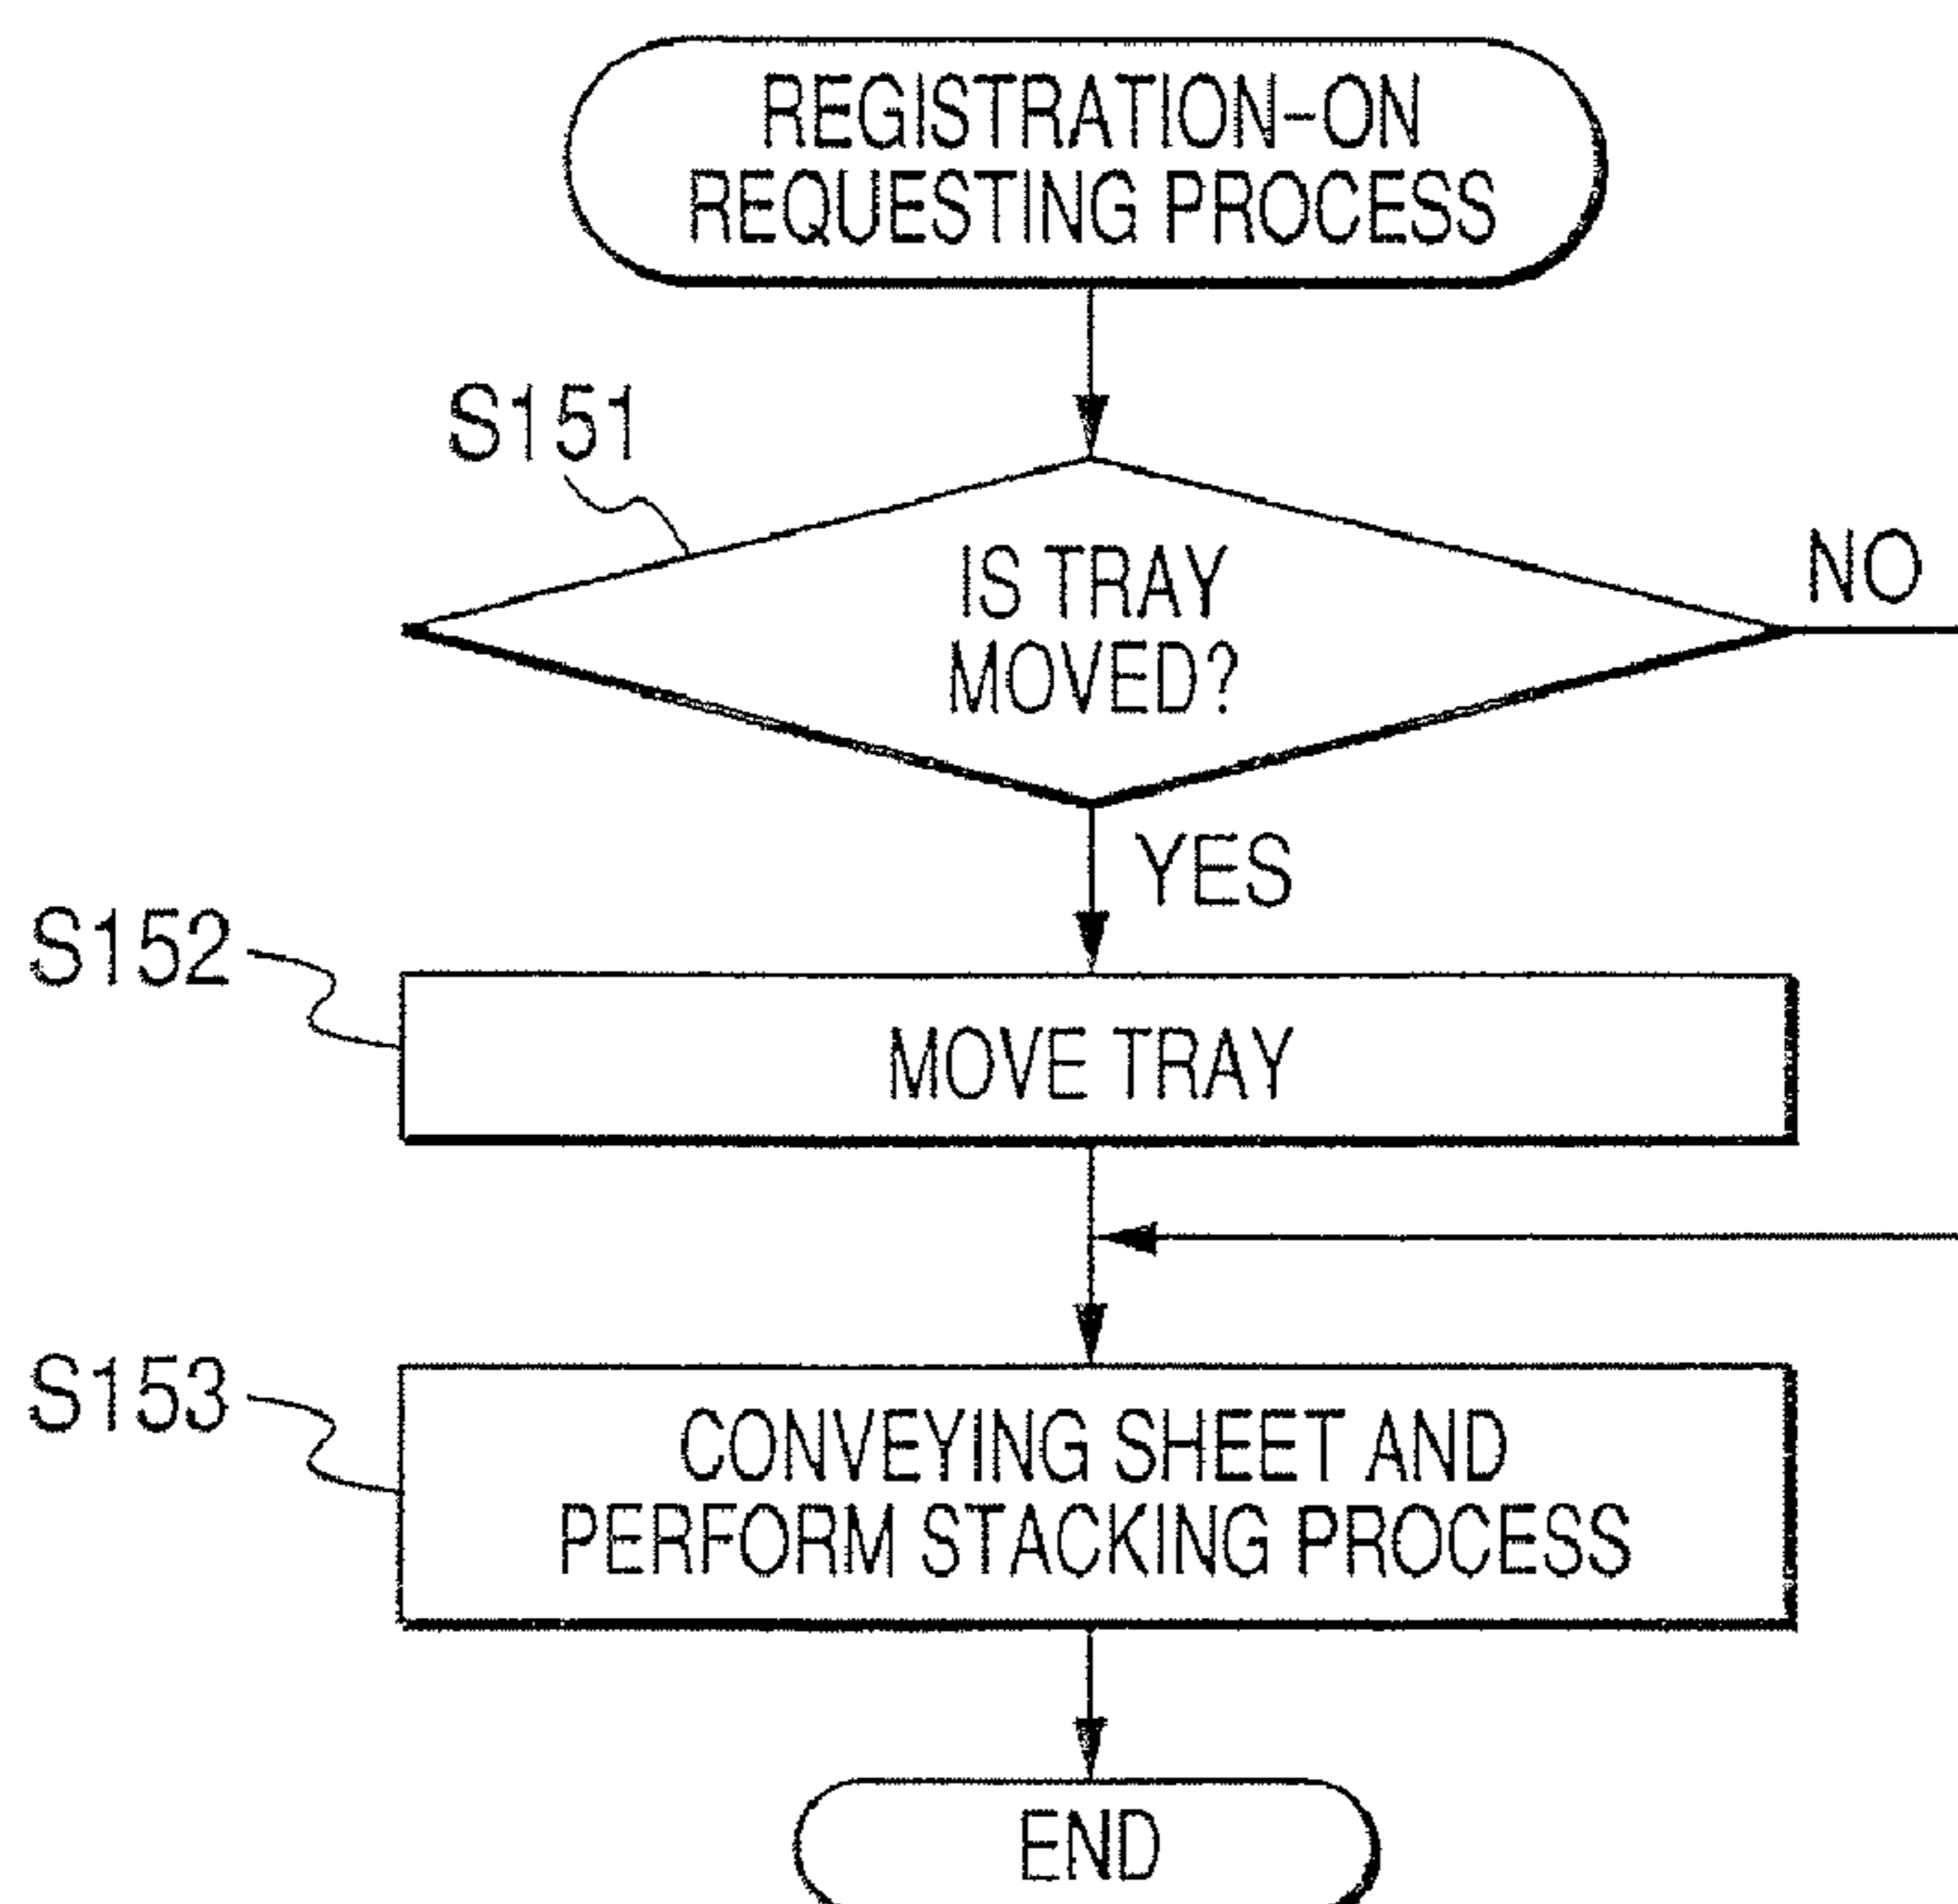 REGISTRATION-ON
REQUESTING PROCESS
S151
IS TRAY
MOVED?
NO
YES
S152
MOVE TRAY
S153
CONVEYING SHEET AND
PERFORM STACKING PROCESS
END